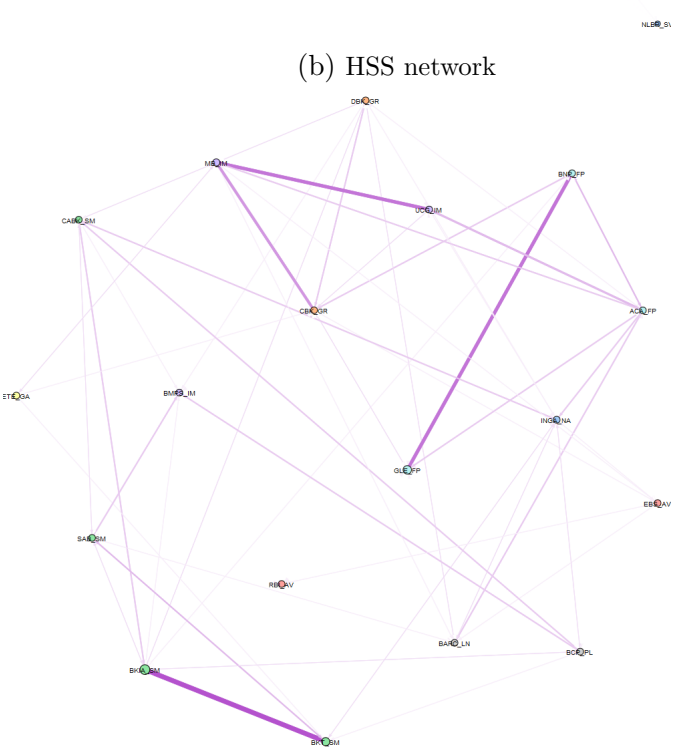 (b) HSS network
DBK_GR
MB_IM
BNP_FP
UCG_IM
CABK_SM
CBK_GR
ACA_FP
BMPS_IM
INGA_NA
GLE_FP
EBS_AV
SAB_SM
RBI_AV
BARC_LN
BCP_PL
BKIA_SM
BKT_SM